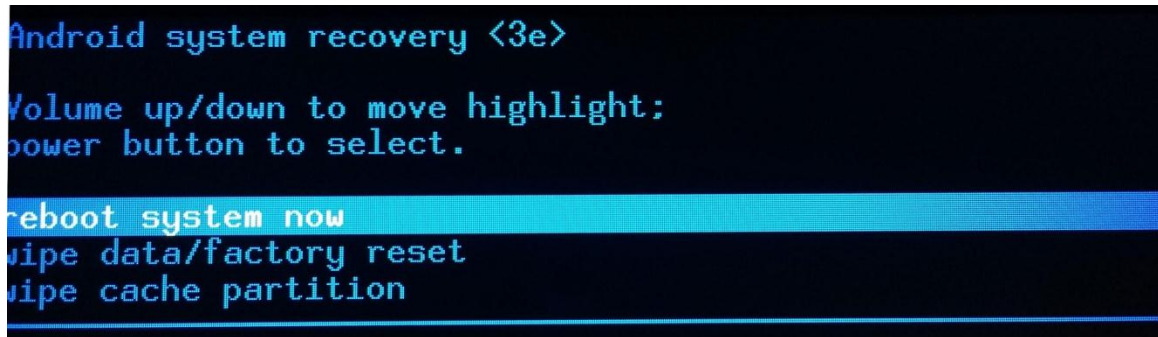 Android system recovery <3e>
Volume up/down to move highlight;
power button to select.
reboot system now
wipe data/factory reset
wipe cache partition